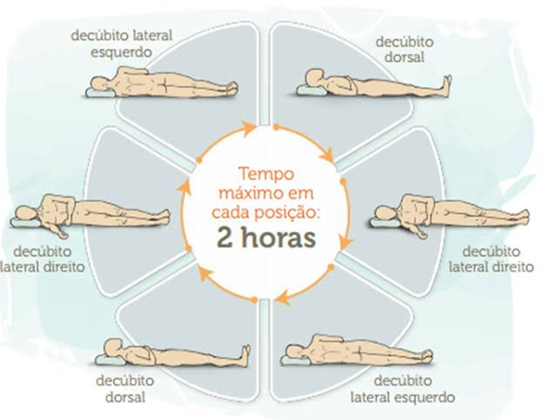 decúbito lateral
esquerdo
decúbito
dorsal
Tempo
máximo em
cada posição:
2 horas
decúbito
lateral direito
decúbito
lateral direito
decúbito
dorsal
decúbito
lateral esquerdo